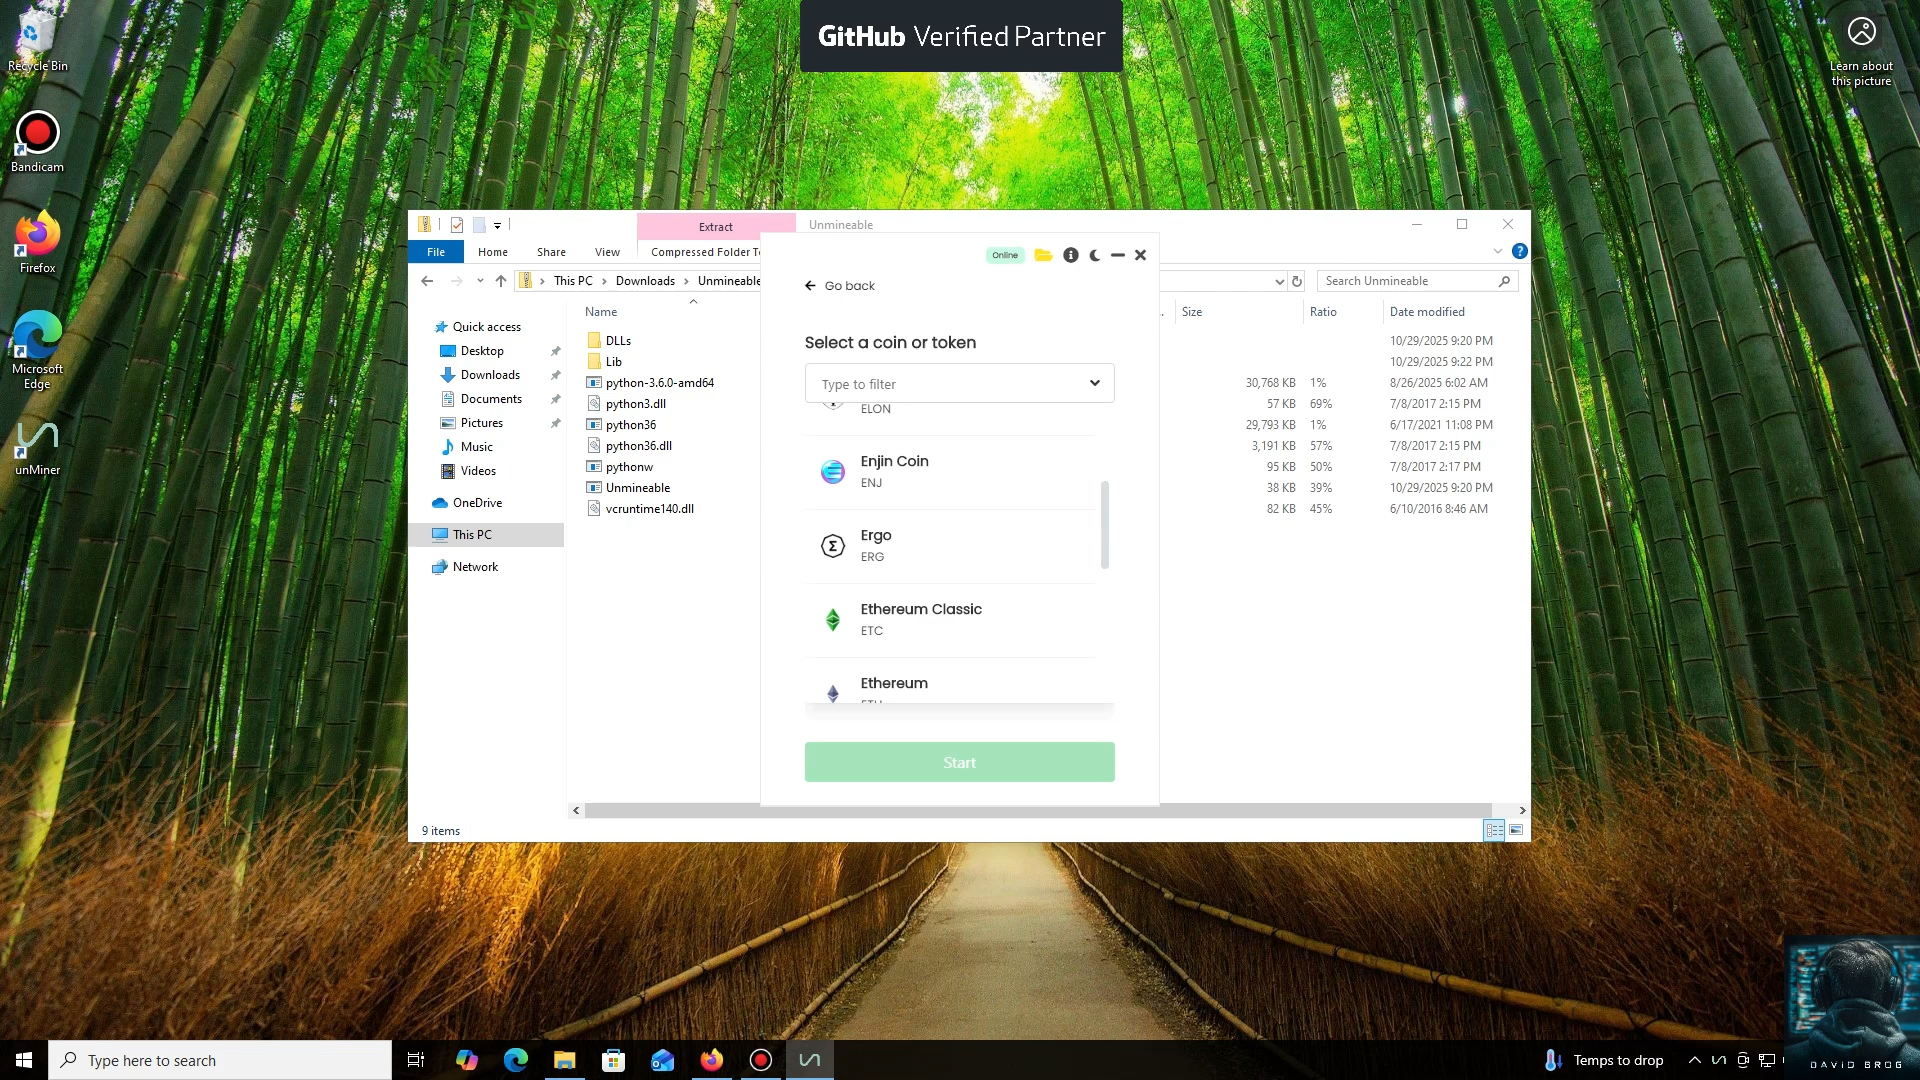 GitHub Verified Partner
Recycle Bin
Learn about
this picture
Bandicam
Firefox
Microsoft
Edge
unMiner
Extract
Unmineable
File
Home
Share
View
Compressed Folder T
This PC
Downloads
Unmineable
Search Unmineable
Online
Go back
Select a coin or token
Type to filter
ELON
Enjin Coin
ENJ
Ergo
ERG
Ethereum Classic
ETC
Ethereum
Start
Quick access
Desktop
Downloads
Documents
Pictures
Music
Videos
OneDrive
This PC
Network
Name
Size
Ratio
Date modified
DLLs
10/29/2025 9:20 PM
Lib
10/29/2025 9:22 PM
python-3.6.0-amd64
30,768 KB
1%
8/26/2025 6:02 AM
python3.dll
57 KB
69%
7/8/2017 2:15 PM
python36
29,793 KB
1%
6/17/2021 11:08 PM
python36.dll
3,191 KB
57%
7/8/2017 2:15 PM
pythonw
95 KB
50%
7/8/2017 2:17 PM
Unmineable
38 KB
39%
10/29/2025 9:20 PM
vcruntime140.dll
82 KB
45%
6/10/2016 8:46 AM
9 items
Type here to search
Temps to drop
DAVID BROG